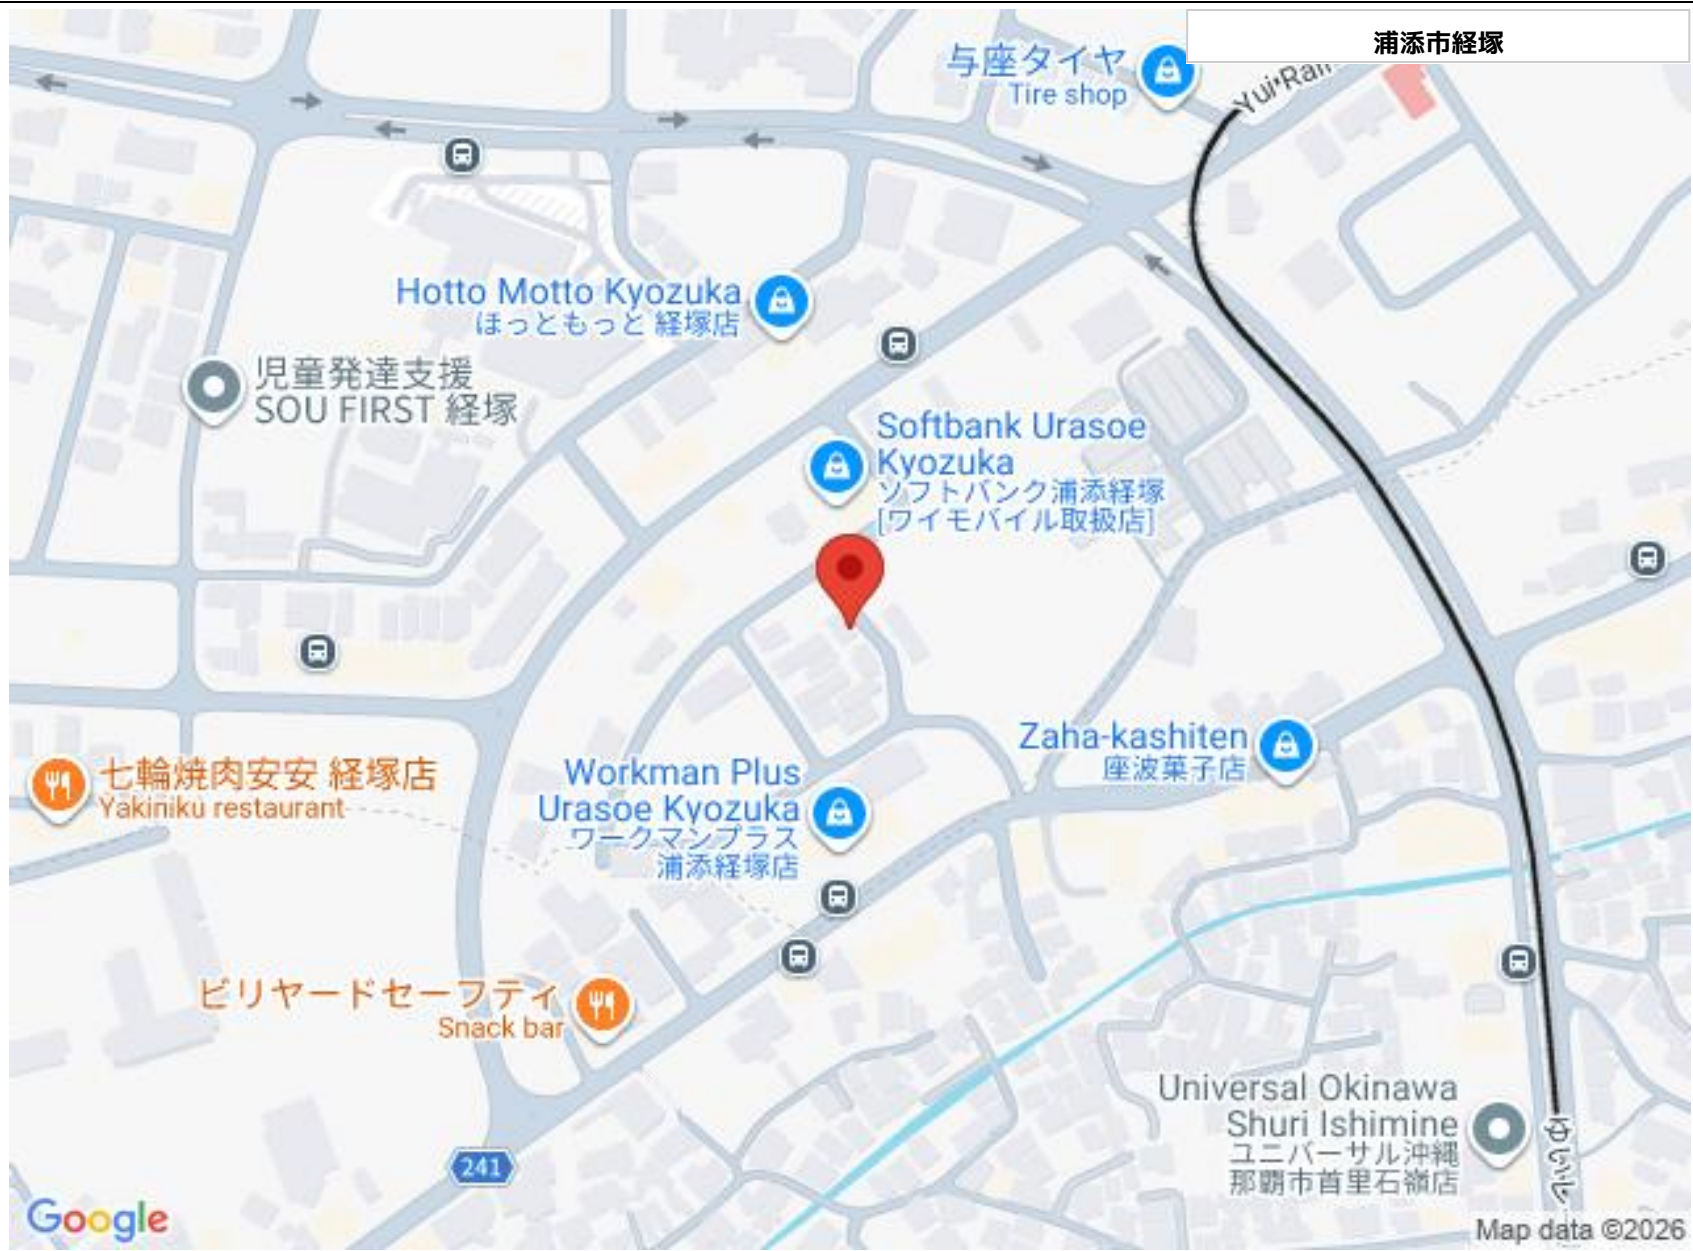 浦添市経塚
与座タイヤ
Tire shop
Yui Rail
Hotto Motto Kyozuka
ほっともっと 経塚店
児童発達支援
SOU FIRST 経塚
Softbank Urasoe
Kyozuka
ソフトバンク浦添経塚
[ワイモバイル取扱店]
Zaha-kashiten
座波菓子店
七輪焼肉安安 経塚店
Yakiniku restaurant
Workman Plus
Urasoe Kyozuka
ワークマンプラス
浦添経塚店
ビリヤードセーフティ
Snack bar
Universal Okinawa
Shuri Ishimine
ユニバーサル沖縄
那覇市首里石嶺店
ゆいレ
241
Google
Map data ©2026